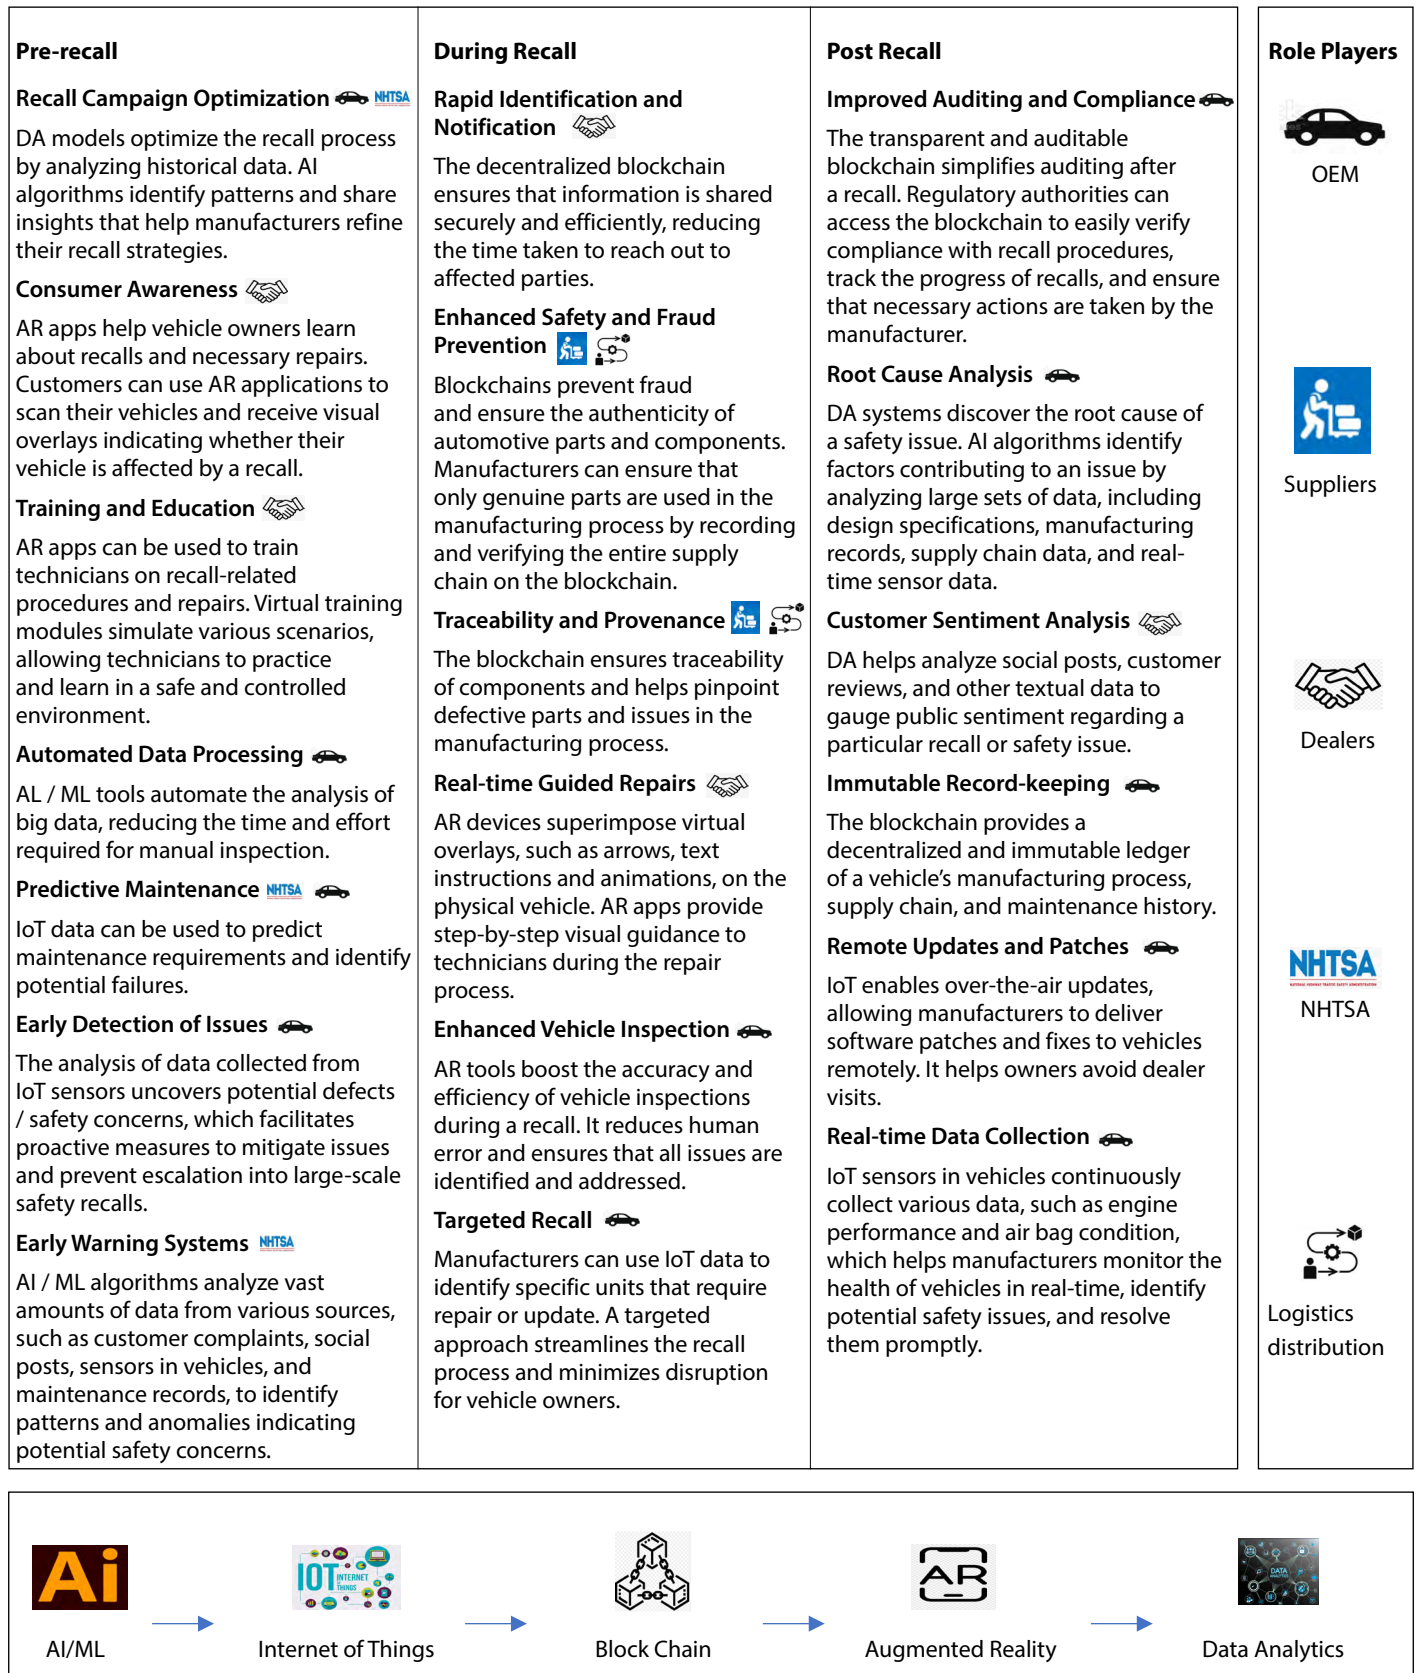 Pre-recall
Recall Campaign Optimization NHTSA
DA models optimize the recall process
by analyzing historical data. AI
algorithms identify patterns and share
insights that help manufacturers refine
their recall strategies.
Consumer Awareness
AR apps help vehicle owners learn
about recalls and necessary repairs.
Customers can use AR applications to
scan their vehicles and receive visual
overlays indicating whether their
vehicle is affected by a recall.
Training and Education
AR apps can be used to train
technicians on recall-related
procedures and repairs. Virtual training
modules simulate various scenarios,
allowing technicians to practice
and learn in a safe and controlled
environment.
Automated Data Processing
AL / ML tools automate the analysis of
big data, reducing the time and effort
required for manual inspection.
Predictive Maintenance NHTSA
IoT data can be used to predict
maintenance requirements and identify
potential failures.
Early Detection of Issues
The analysis of data collected from
IoT sensors uncovers potential defects
/ safety concerns, which facilitates
proactive measures to mitigate issues
and prevent escalation into large-scale
safety recalls.
Early Warning Systems NHTSA
AI / ML algorithms analyze vast
amounts of data from various sources,
such as customer complaints, social
posts, sensors in vehicles, and
maintenance records, to identify
patterns and anomalies indicating
potential safety concerns.
During Recall
Rapid Identification and
Notification
The decentralized blockchain
ensures that information is shared
securely and efficiently, reducing
the time taken to reach out to
affected parties.
Enhanced Safety and Fraud
Prevention
Blockchains prevent fraud
and ensure the authenticity of
automotive parts and components.
Manufacturers can ensure that
only genuine parts are used in the
manufacturing process by recording
and verifying the entire supply
chain on the blockchain.
Traceability and Provenance
The blockchain ensures traceability
of components and helps pinpoint
defective parts and issues in the
manufacturing process.
Real-time Guided Repairs
AR devices superimpose virtual
overlays, such as arrows, text
instructions and animations, on the
physical vehicle. AR apps provide
step-by-step visual guidance to
technicians during the repair
process.
Enhanced Vehicle Inspection
AR tools boost the accuracy and
efficiency of vehicle inspections
during a recall. It reduces human
error and ensures that all issues are
identified and addressed.
Targeted Recall
Manufacturers can use IoT data to
identify specific units that require
repair or update. A targeted
approach streamlines the recall
process and minimizes disruption
for vehicle owners.
Post Recall
Improved Auditing and Compliance
The transparent and auditable
blockchain simplifies auditing after
a recall. Regulatory authorities can
access the blockchain to easily verify
compliance with recall procedures,
track the progress of recalls, and ensure
that necessary actions are taken by the
manufacturer.
Root Cause Analysis
DA systems discover the root cause of
a safety issue. AI algorithms identify
factors contributing to an issue by
analyzing large sets of data, including
design specifications, manufacturing
records, supply chain data, and real-
time sensor data.
Customer Sentiment Analysis
DA helps analyze social posts, customer
reviews, and other textual data to
gauge public sentiment regarding a
particular recall or safety issue.
Immutable Record-keeping
The blockchain provides a
decentralized and immutable ledger
of a vehicle's manufacturing process,
supply chain, and maintenance history.
Remote Updates and Patches
IoT enables over-the-air updates,
allowing manufacturers to deliver
software patches and fixes to vehicles
remotely. It helps owners avoid dealer
visits.
Real-time Data Collection
IoT sensors in vehicles continuously
collect various data, such as engine
performance and air bag condition,
which helps manufacturers monitor the
health of vehicles in real-time, identify
potential safety issues, and resolve
them promptly.
Role Players
OEM
Suppliers
Dealers
NHTSA
NATIONAL HIGHWAY TRAFFIC SAFETY ADMINISTRATION
NHTSA
Logistics
distribution
Ai
AI/ML
IOT INTERNET
THINGS
Internet of Things
Block Chain
AR
Augmented Reality
DATA
ANALYTICS
Data Analytics